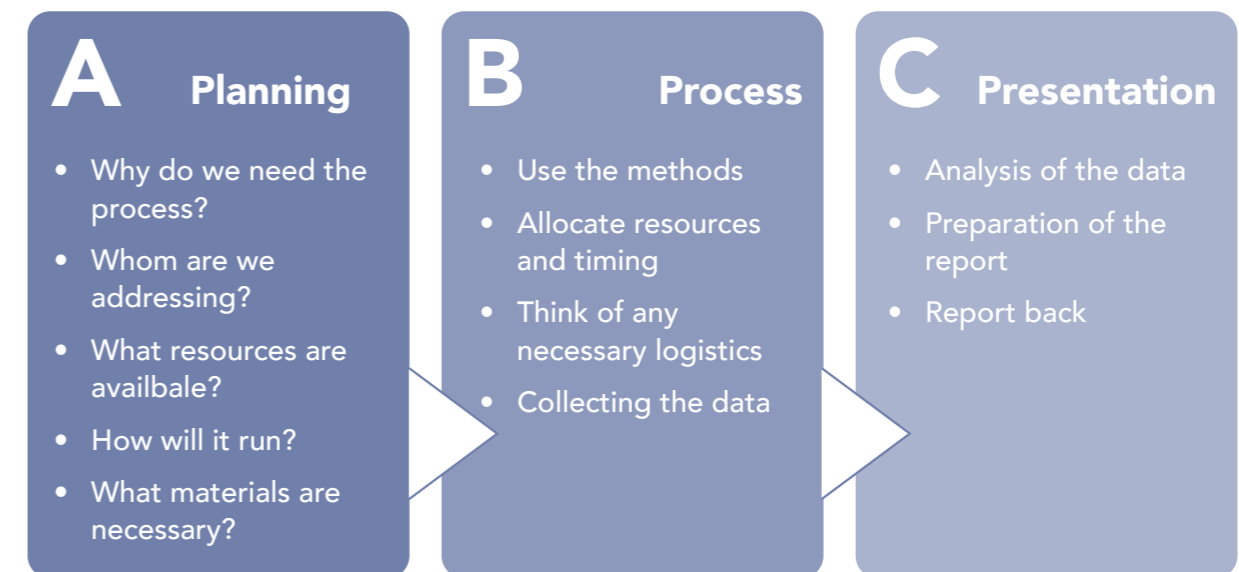 A Planning
• Why do we need the
process?
• Whom are we
addressing?
• What resources are
availbale?
• How will it run?
• What materials are
necessary?
B Process
• Use the methods
• Allocate resources
and timing
• Think of any
necessary logistics
• Collecting the data
C Presentation
• Analysis of the data
• Preparation of the
report
• Report back